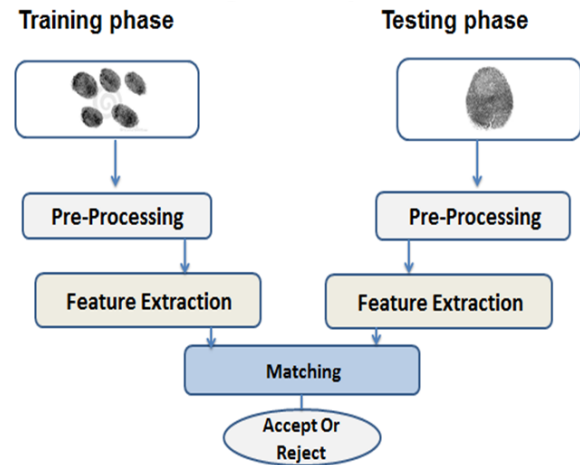 Training phase
Testing phase
Pre-Processing
Pre-Processing
Feature Extraction
Feature Extraction
Matching
Accept Or
Reject